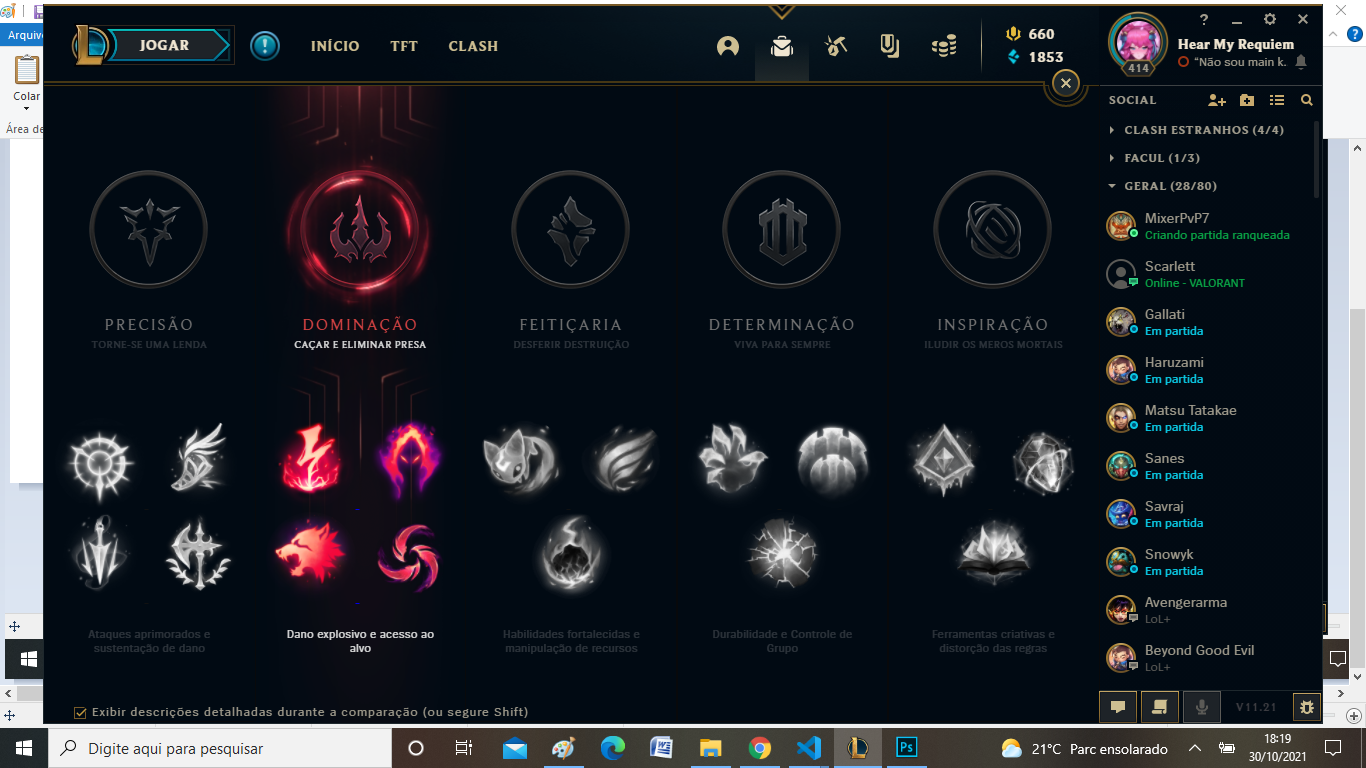 Arquivo
Colar
Área de
JOGAR
INÍCIO
TFT
CLASH
660
1853
414
Hear My Requiem
"Não sou main k.
SOCIAL
CLASH ESTRANHOS (4/4)
FACUL (1/3)
GERAL (28/80)
MixerPvP7
Criando partida ranqueada
Scarlett
Online - VALORANT
Gallati
Em partida
Haruzami
Em partida
Matsu Tatakae
Em partida
Sanes
Em partida
Savraj
Em partida
Snowyk
Em partida
Avengerarma
LoL+
Beyond Good Evil
LoL+
V11.21
PRECISÃO
TORNE-SE UMA LENDA
Ataques aprimorados e
sustentação de dano
DOMINAÇÃO
CAÇAR E ELIMINAR PRESA
Dano explosivo e acesso ao
alvo
FEITIÇARIA
DESFERIR DESTRUIÇÃO
Habilidades fortalecidas e
manipulação de recursos
DETERMINAÇÃO
VIVA PARA SEMPRE
Durabilidade e Controle de
Grupo
INSPIRAÇÃO
ILUDIR OS MEROS MORTAIS
Ferramentas criativas e
distorção das regras
Exibir descrições detalhadas durante a comparação (ou segure Shift)
Digite aqui para pesquisar
Ps
21°C Parc ensolarado
18:19
30/10/2021